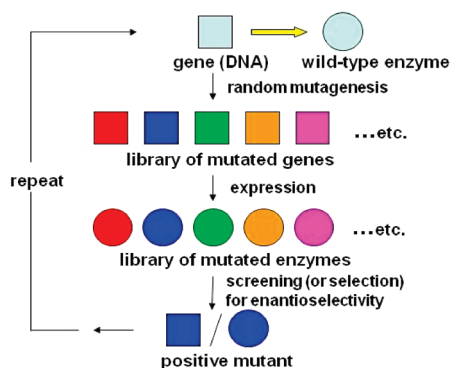 gene (DNA) wild-type enzyme
random mutagenesis
...etc.
library of mutated genes
repeat
expression
...etc.
library of mutated enzymes
screening (or selection)
for enantioselectivity
positive mutant